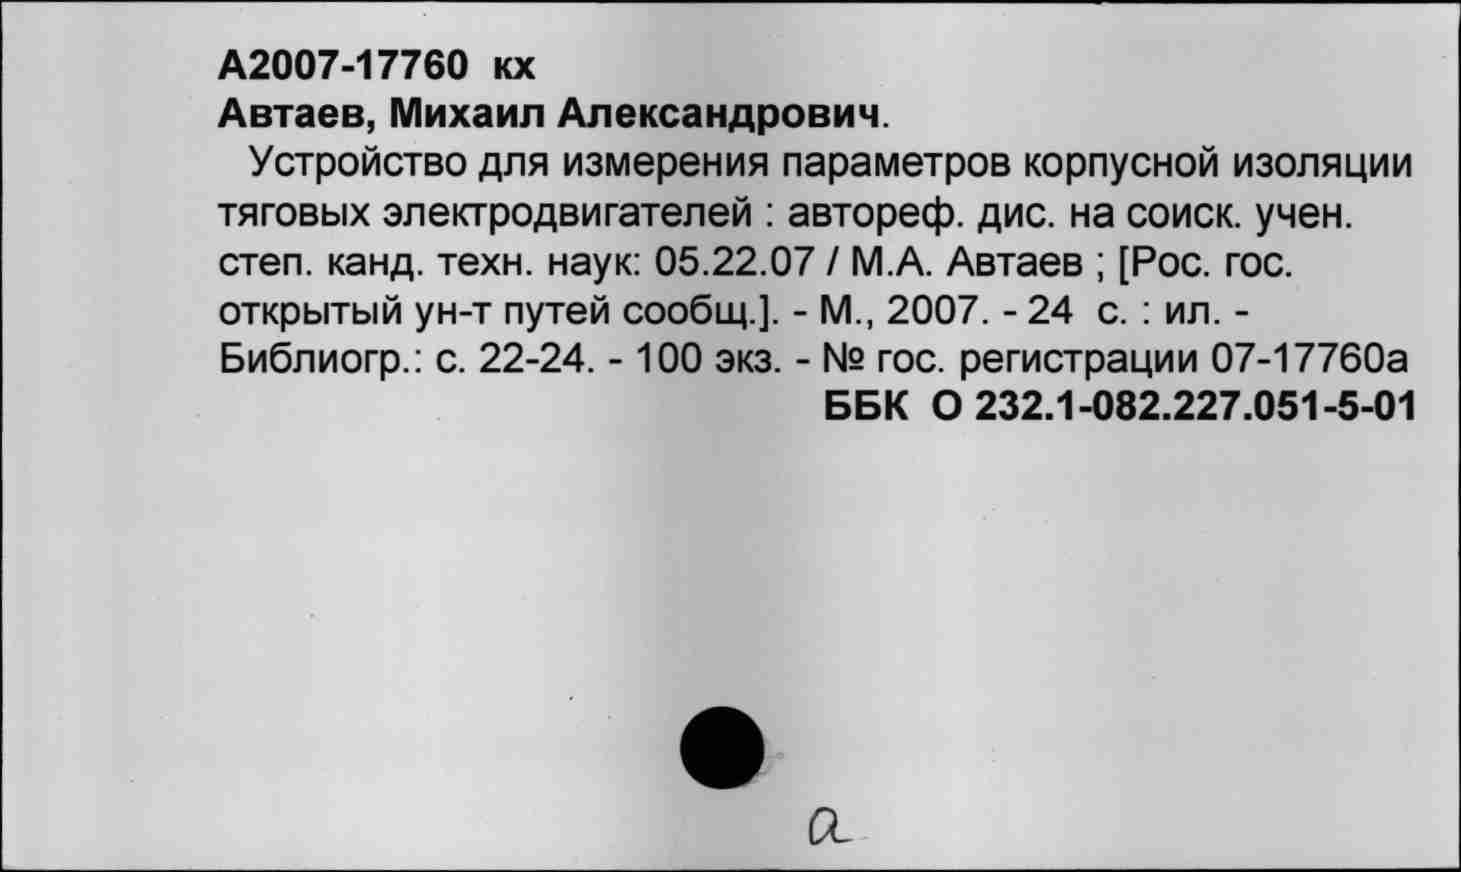 А2007-17760 кх
Автаев, Михаил Александрович.
Устройство для измерения параметров корпусной изоляции
тяговых электродвигателей : автореф. дис. на соиск. учен.
степ. канд. техн. наук: 05.22.07 / М.А. Автаев ; [Рос. гос.
открытый ун-т путей сообщ.]. - М., 2007. - 24 с. : ил. -
Библиогр.: с. 22-24. - 100 экз. - № гос. регистрации 07-17760а
ББК О 232.1-082.227.051-5-01
а